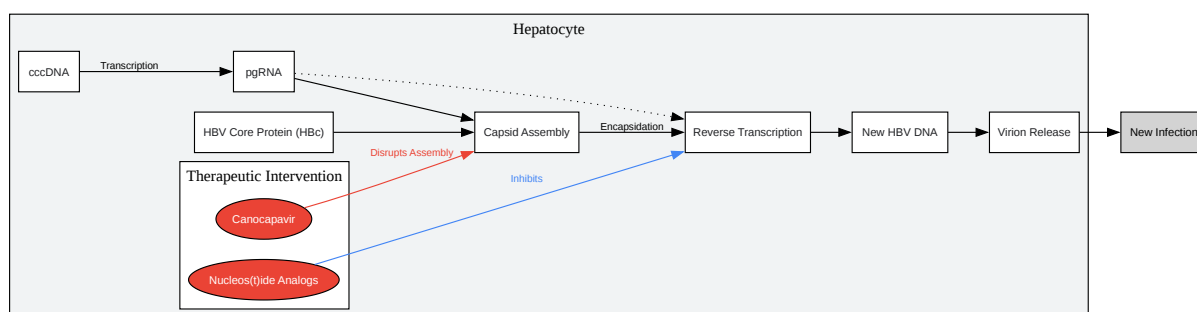 Hepatocyte
cccDNA
Transcription
pgRNA
HBV Core Protein (HBc)
Capsid Assembly
Encapsidation
Reverse Transcription
New HBV DNA
Virion Release
New Infection
Disrupts Assembly
Therapeutic Intervention
Inhibits
Canocapavir
Nucleos(t)ide Analogs